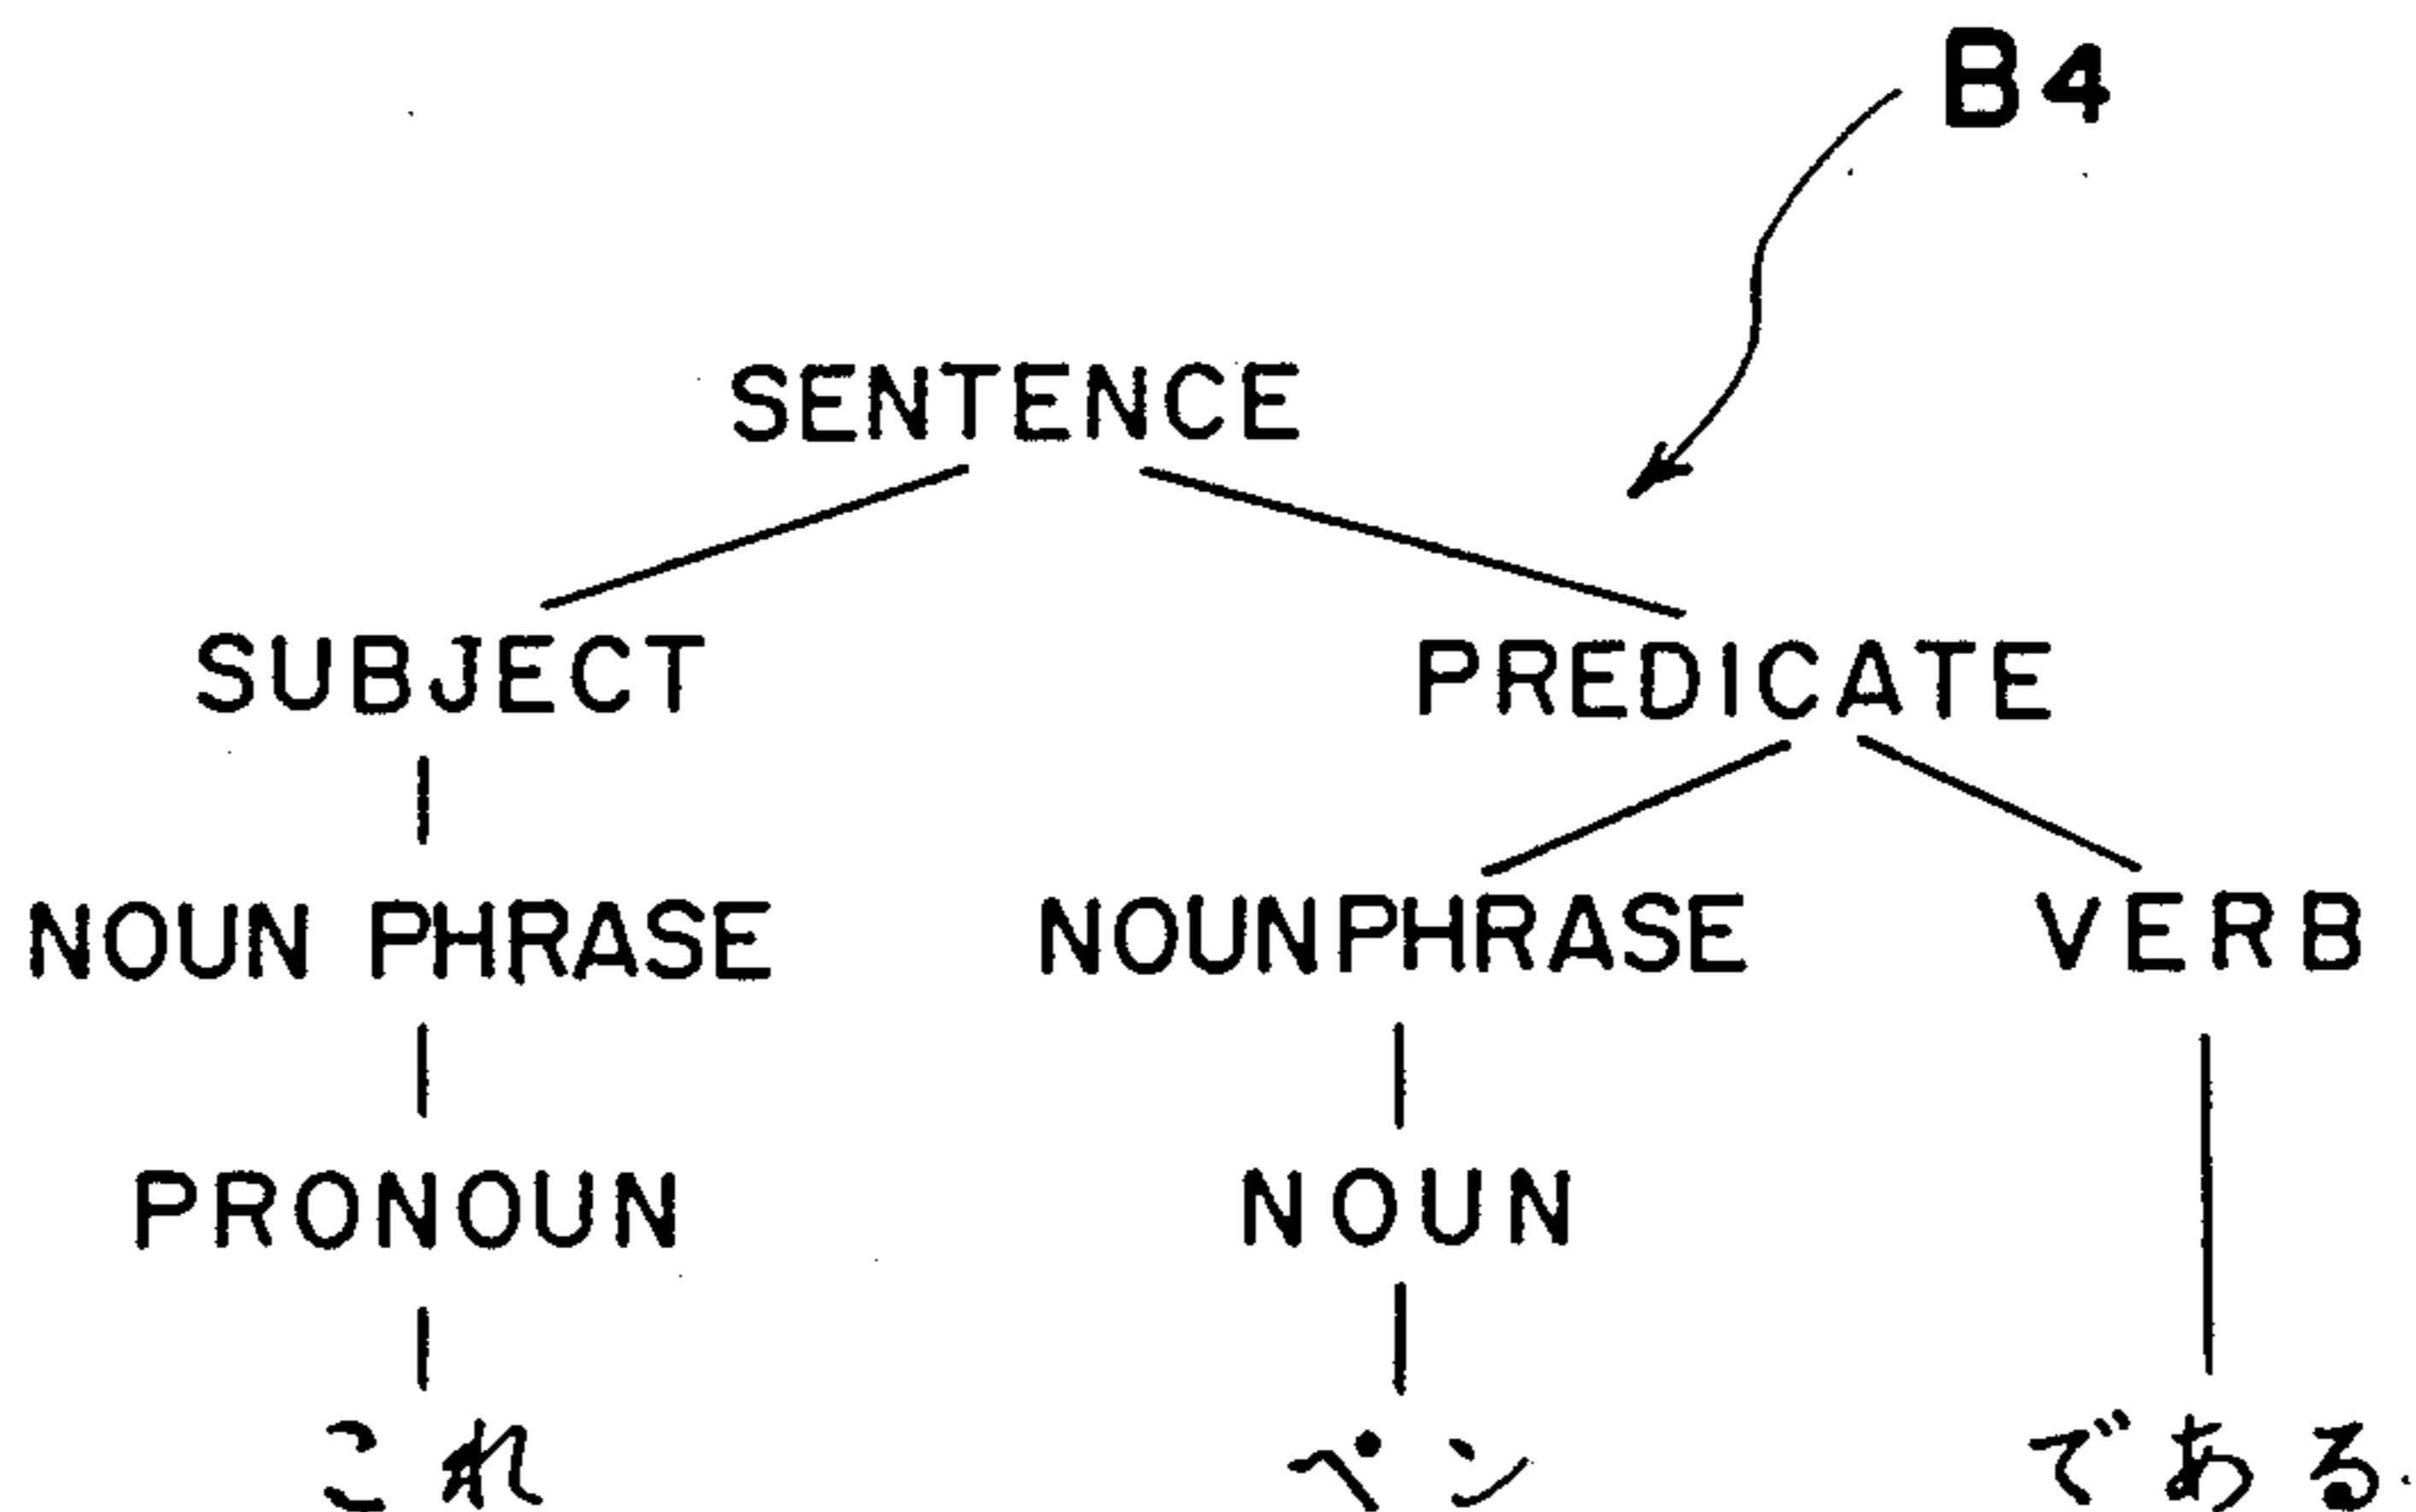 B4
SENTENCE
SUBJECT PREDICATE
NOUN PHRASE NOUNPHRASE VERB
PRONOUN NOUN
これ ペン である